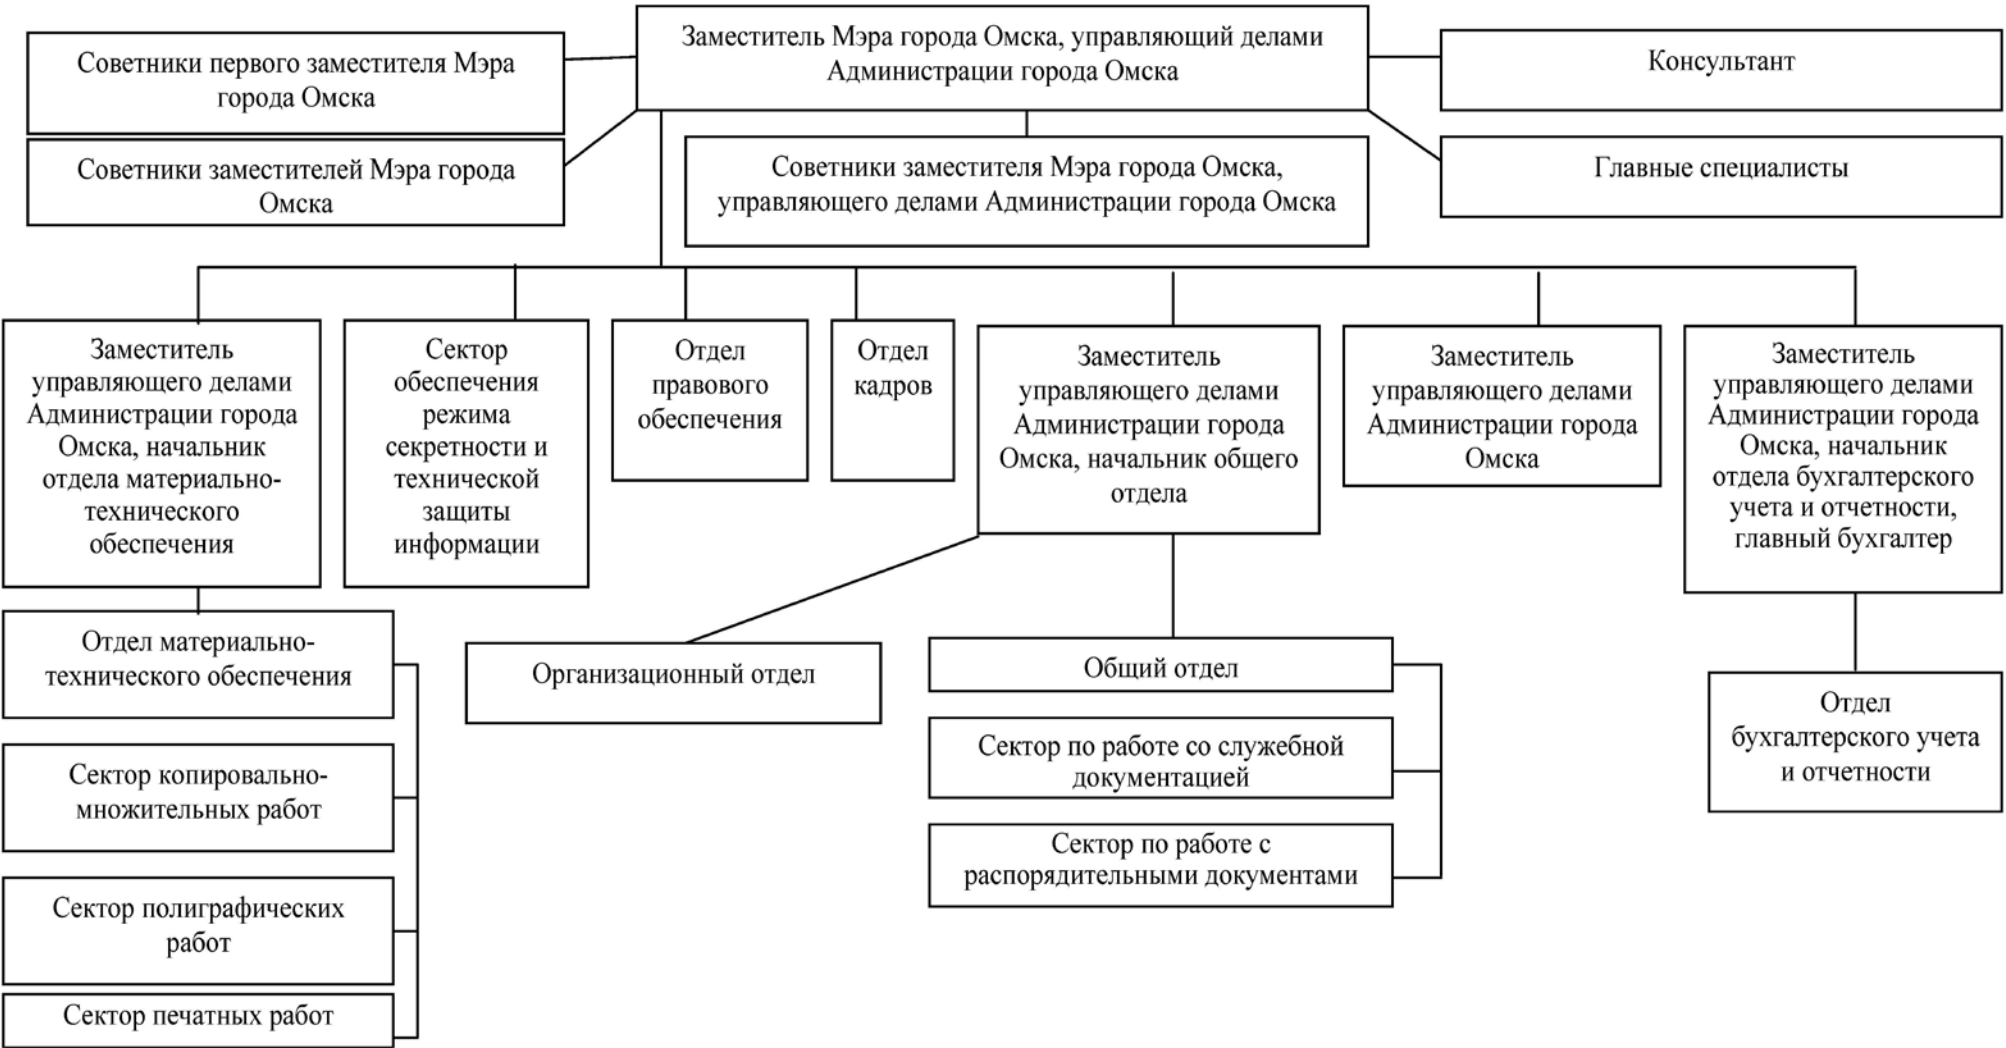 Заместитель Мэра города Омска, управляющий делами
Администрации города Омска
Советники первого заместителя Мэра
города Омска
Консультант
Советники заместителей Мэра города
Омска
Советники заместителя Мэра города Омска,
управляющего делами Администрации города Омска
Главные специалисты
Заместитель
управляющего делами
Администрации города
Омска, начальник
отдела материально-
технического
обеспечения
Сектор
обеспечения
режима
секретности и
технической
защиты
информации
Отдел
правового
обеспечения
Отдел
кадров
Заместитель
управляющего делами
Администрации города
Омска, начальник общего
отдела
Заместитель
управляющего делами
Администрации города
Омска
Заместитель
управляющего делами
Администрации города
Омска, начальник
отдела бухгалтерского
учета и отчетности,
главный бухгалтер
Отдел материально-
технического обеспечения
Сектор копировально-
множительных работ
Сектор полиграфических
работ
Сектор печатных работ
Организационный отдел
Общий отдел
Сектор по работе со служебной
документацией
Сектор по работе с
распорядительными документами
Отдел
бухгалтерского учета
и отчетности